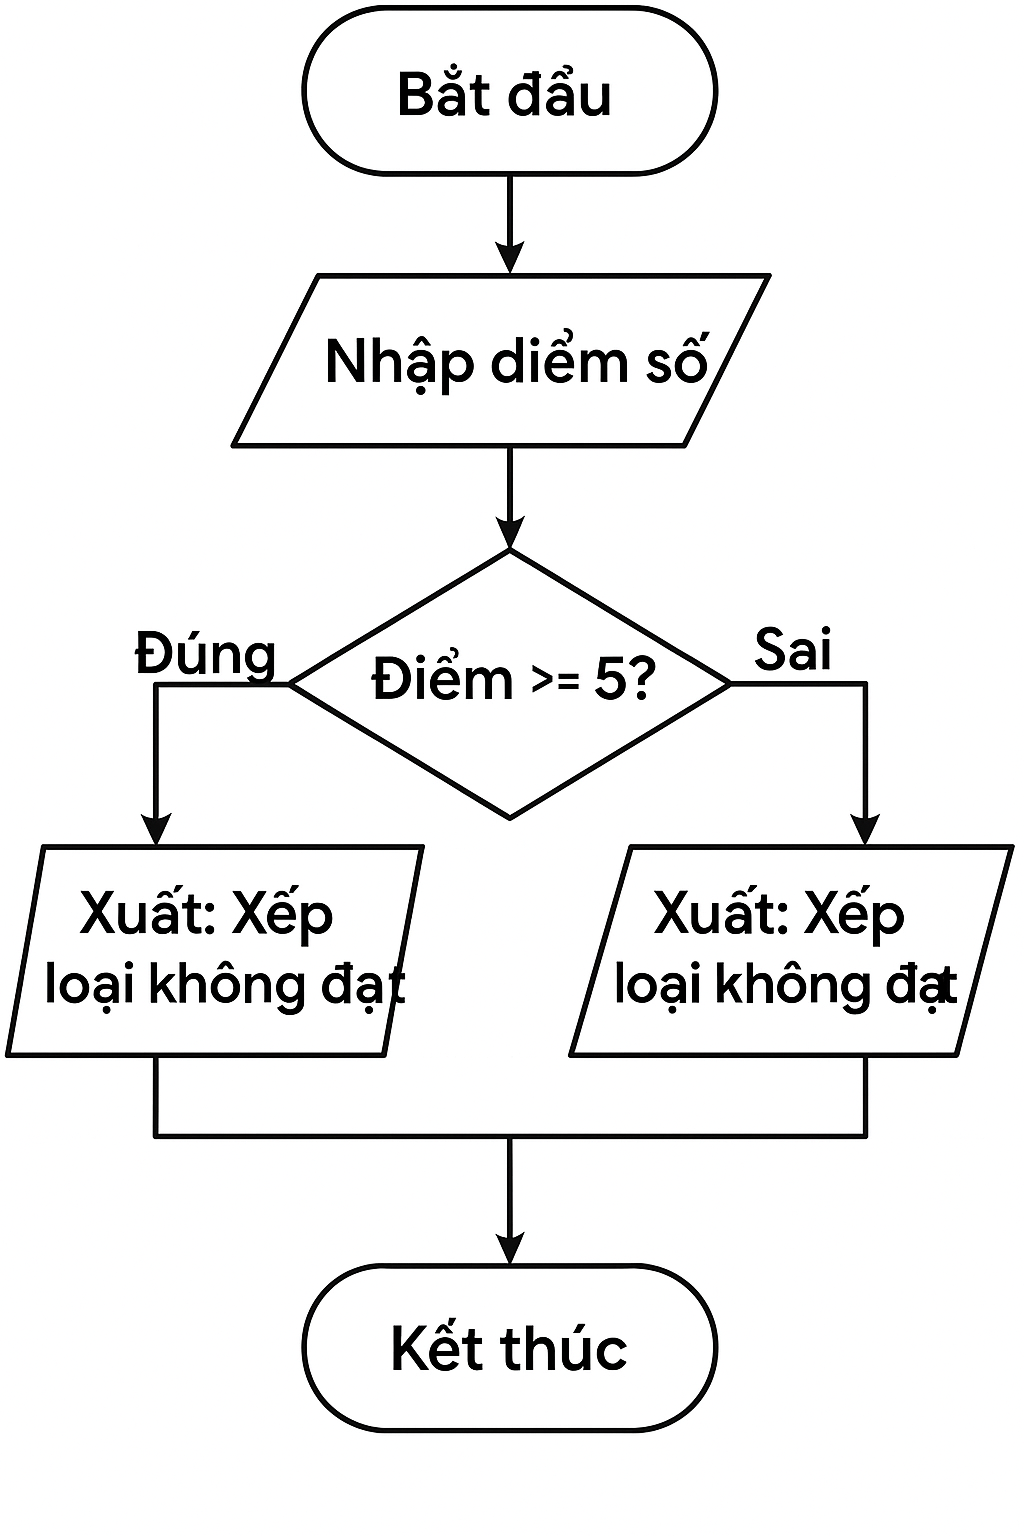 Bắt đẩu
Nhập diểm số
Điểm >= 5?
Đúng
Sai
Xuất: Xếp
loại không đạt
Xuất: Xếp
loại không đạt
Kết thúc